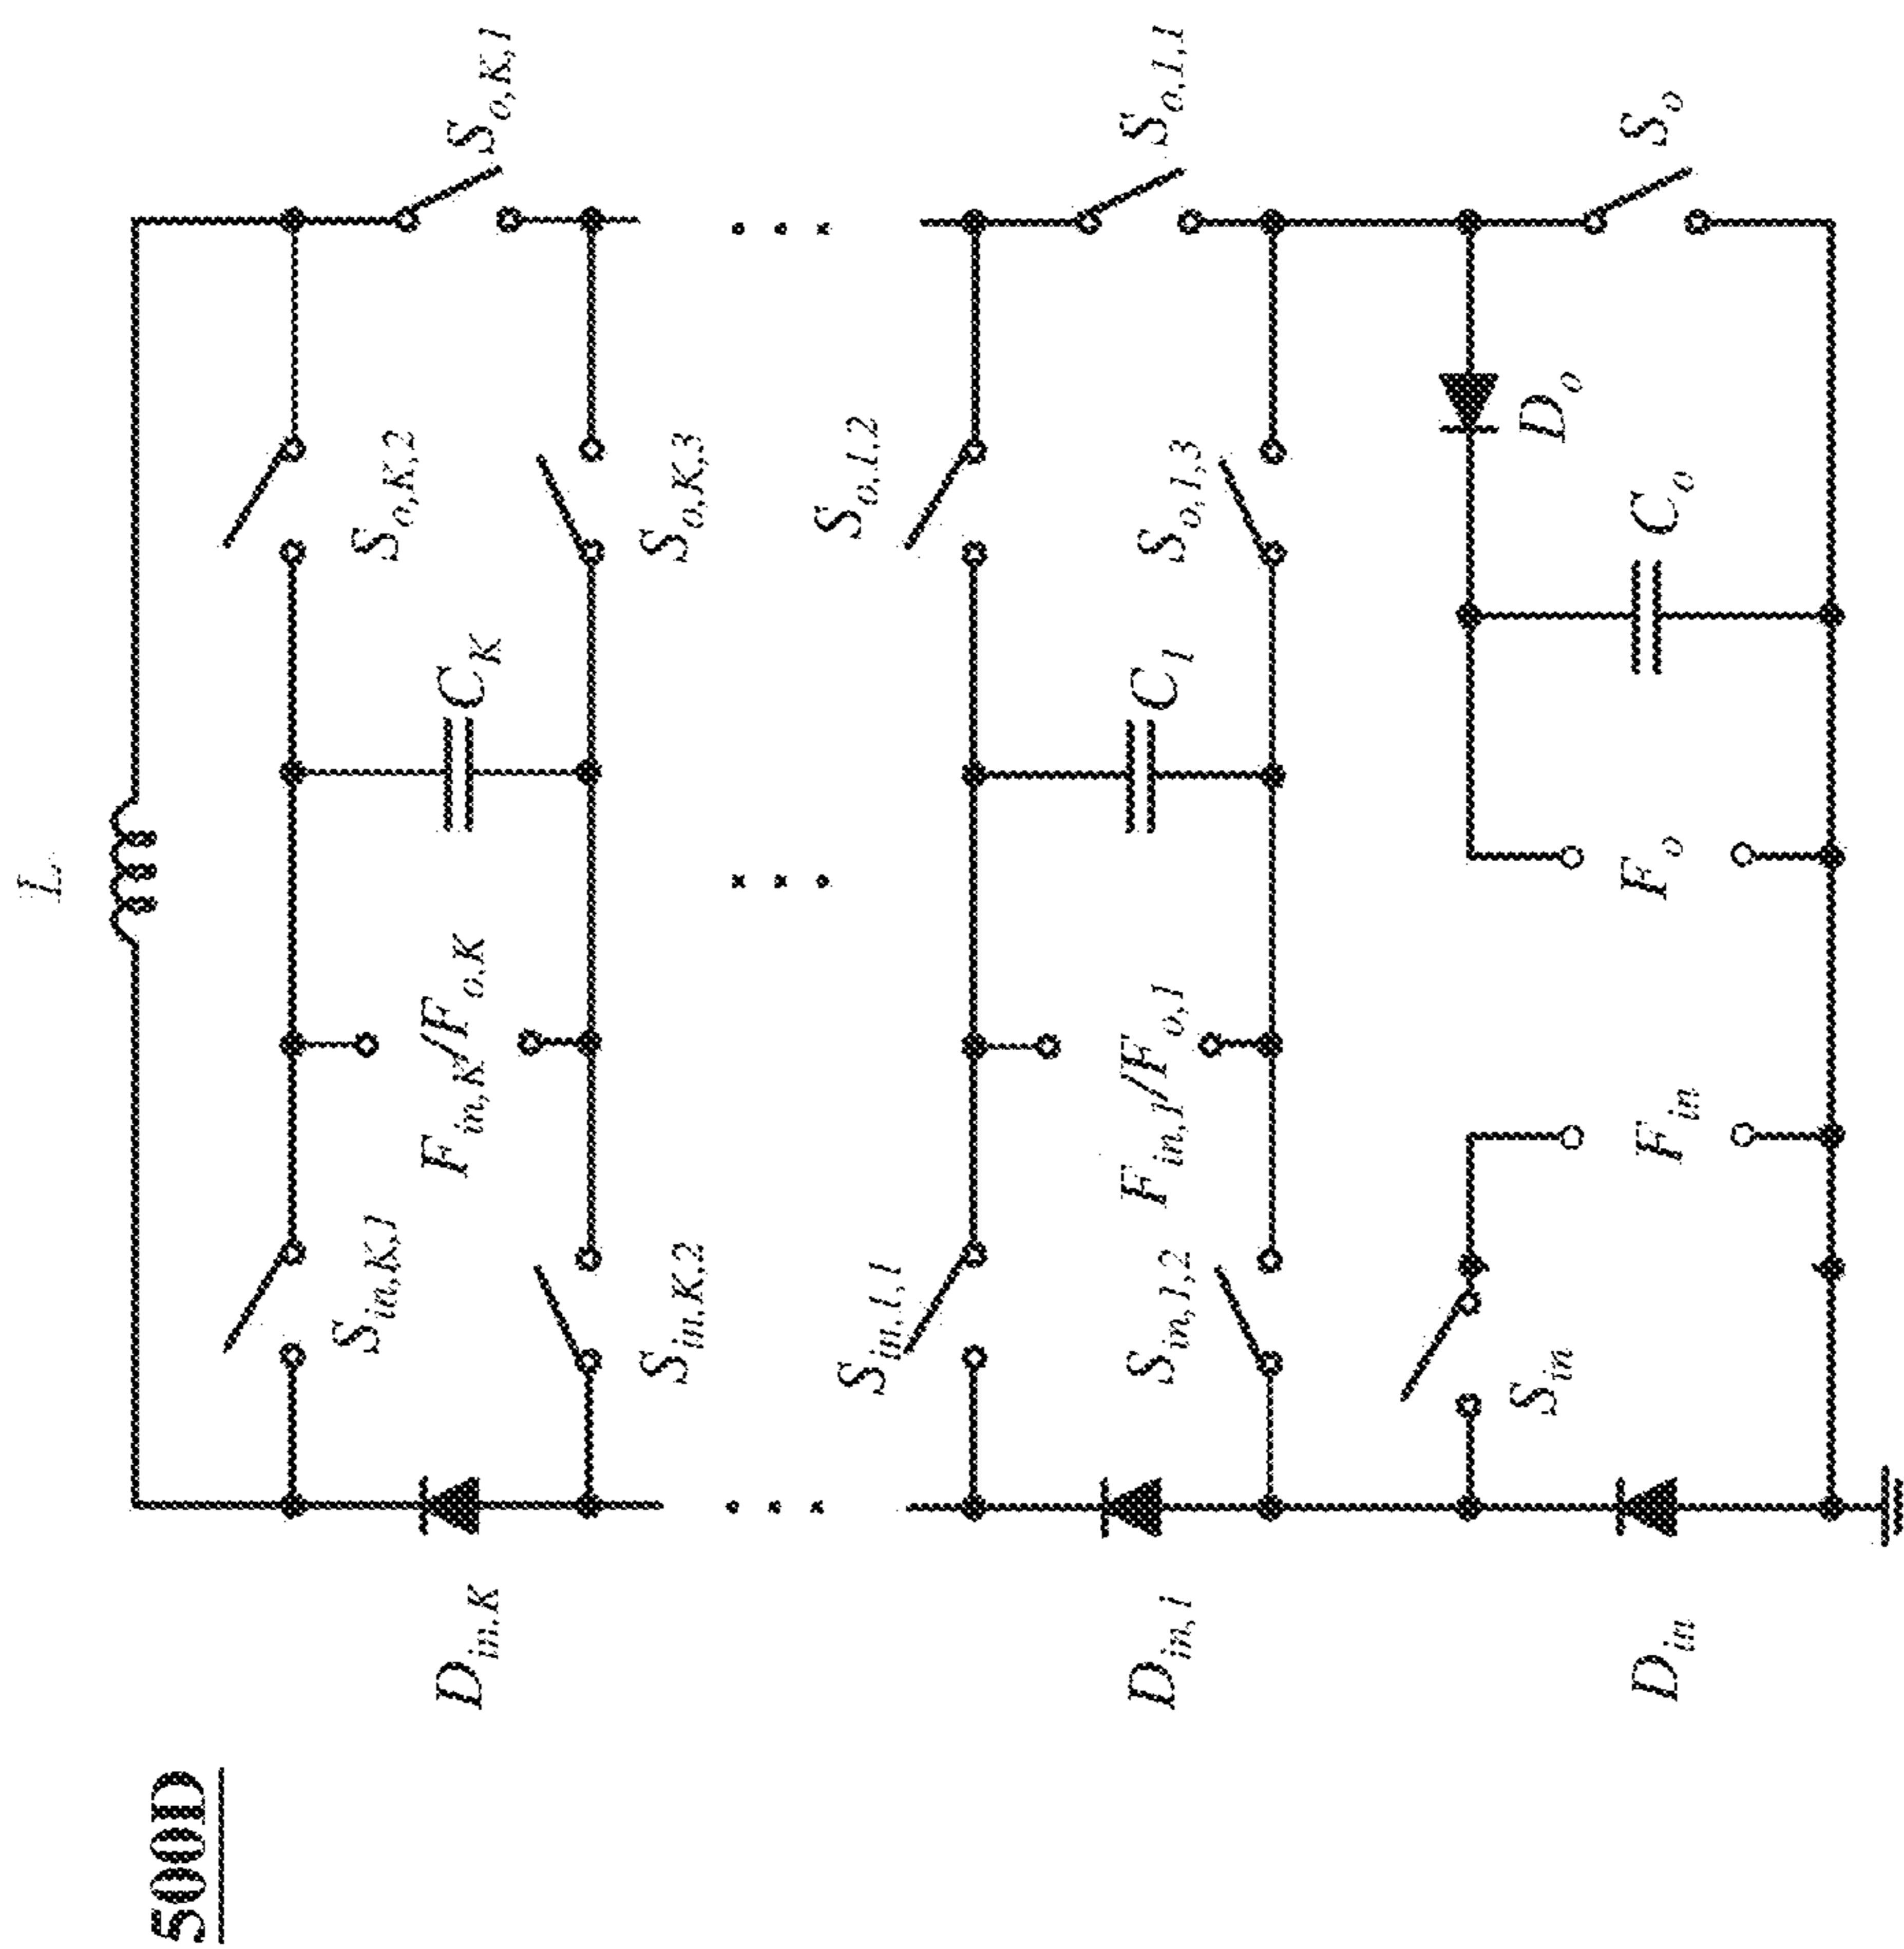 500D
L
S_{o,K,1}
S_{o,K,2}
S_{o,K,3}
C_K
F_{in,K}/F_{o,K}
S_{in,K,1}
S_{in,K,2}
D_{in,K}
S_{o,1,1}
S_{o,1,2}
S_{o,1,3}
C_1
F_{in,1}/F_{o,1}
S_{in,1,1}
S_{in,1,2}
D_{in,1}
S_o
D_o
C_o
F_o
F_{in}
S_{in}
D_{in}